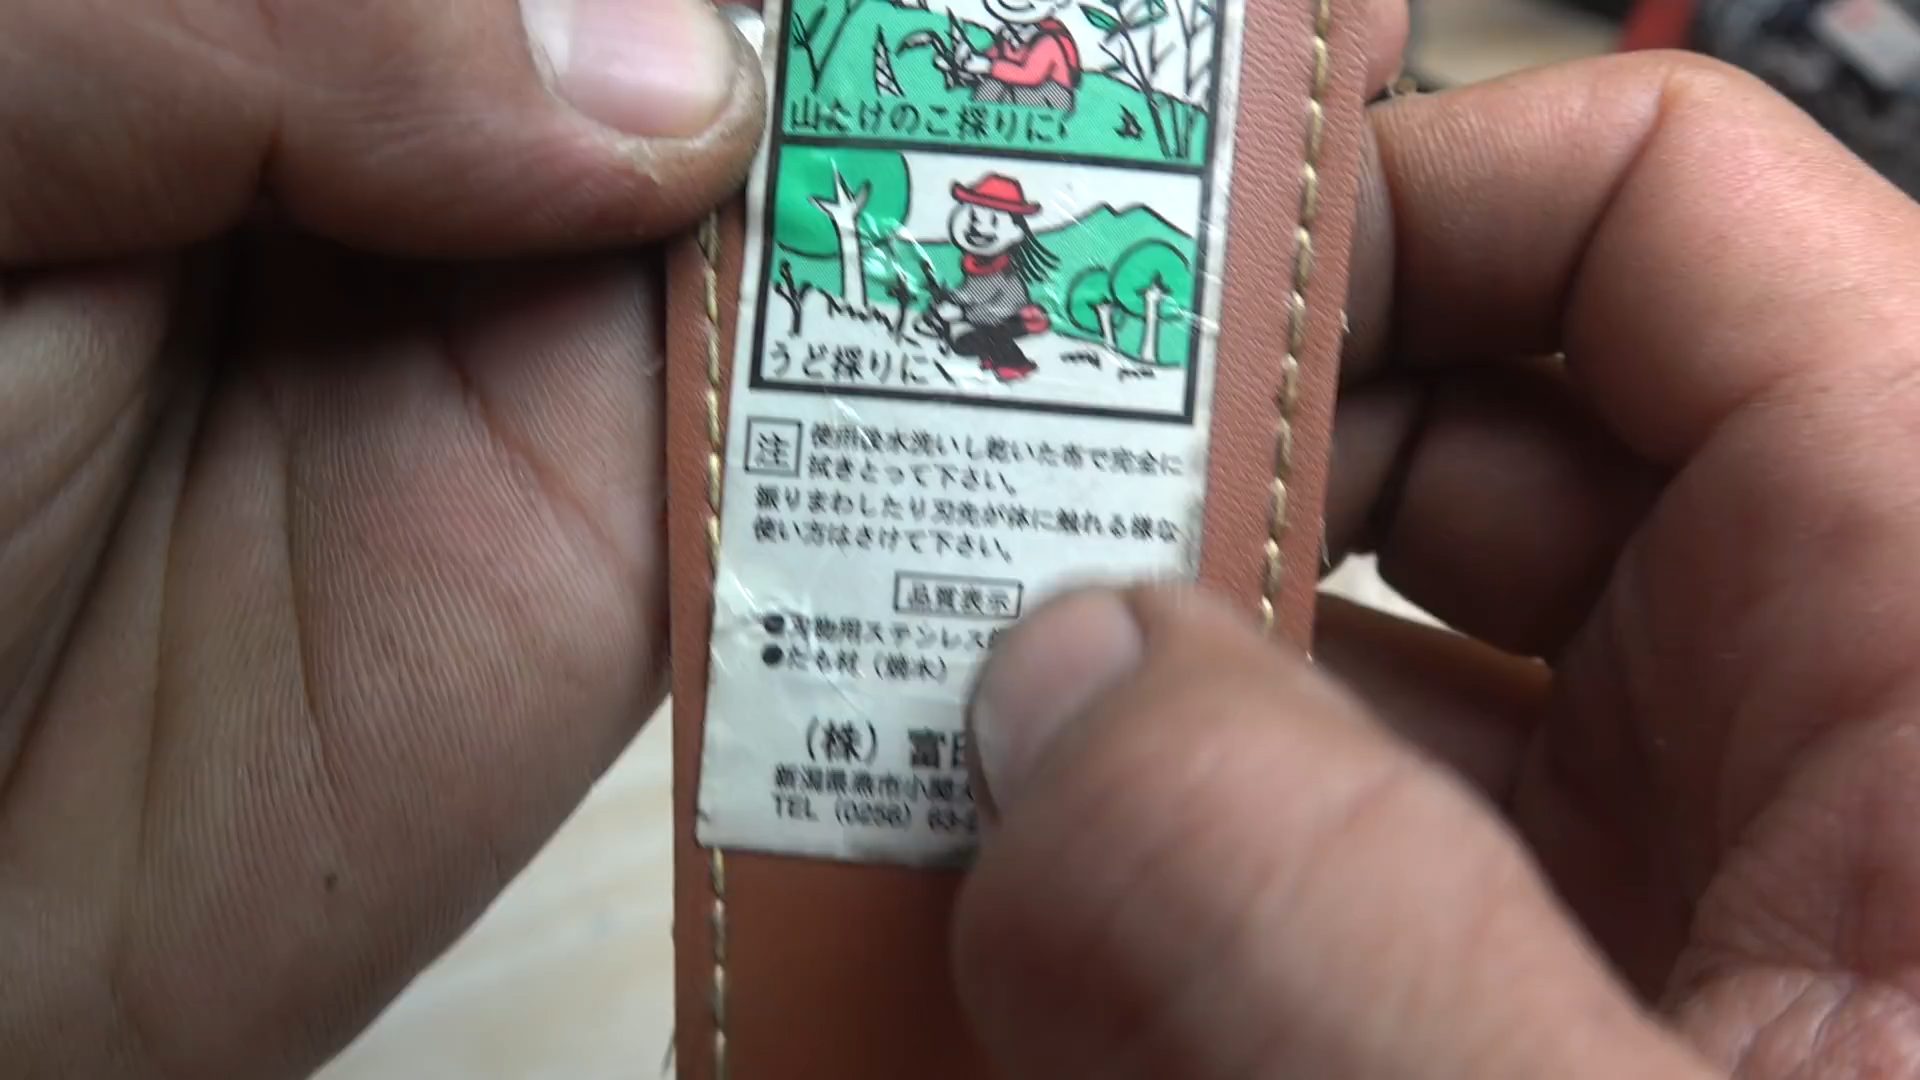 山たけのこ採りに、
うど採りに、
注 使用後水洗いし乾いた布で完全に
拭きとって下さい。
振りまわしたり刃先が体に触れる様な
使い方はさけて下さい。
品質表示
●刃物用ステンレス
●たも材
(株) 富
新潟県燕市小関
TEL (0256) 63-2